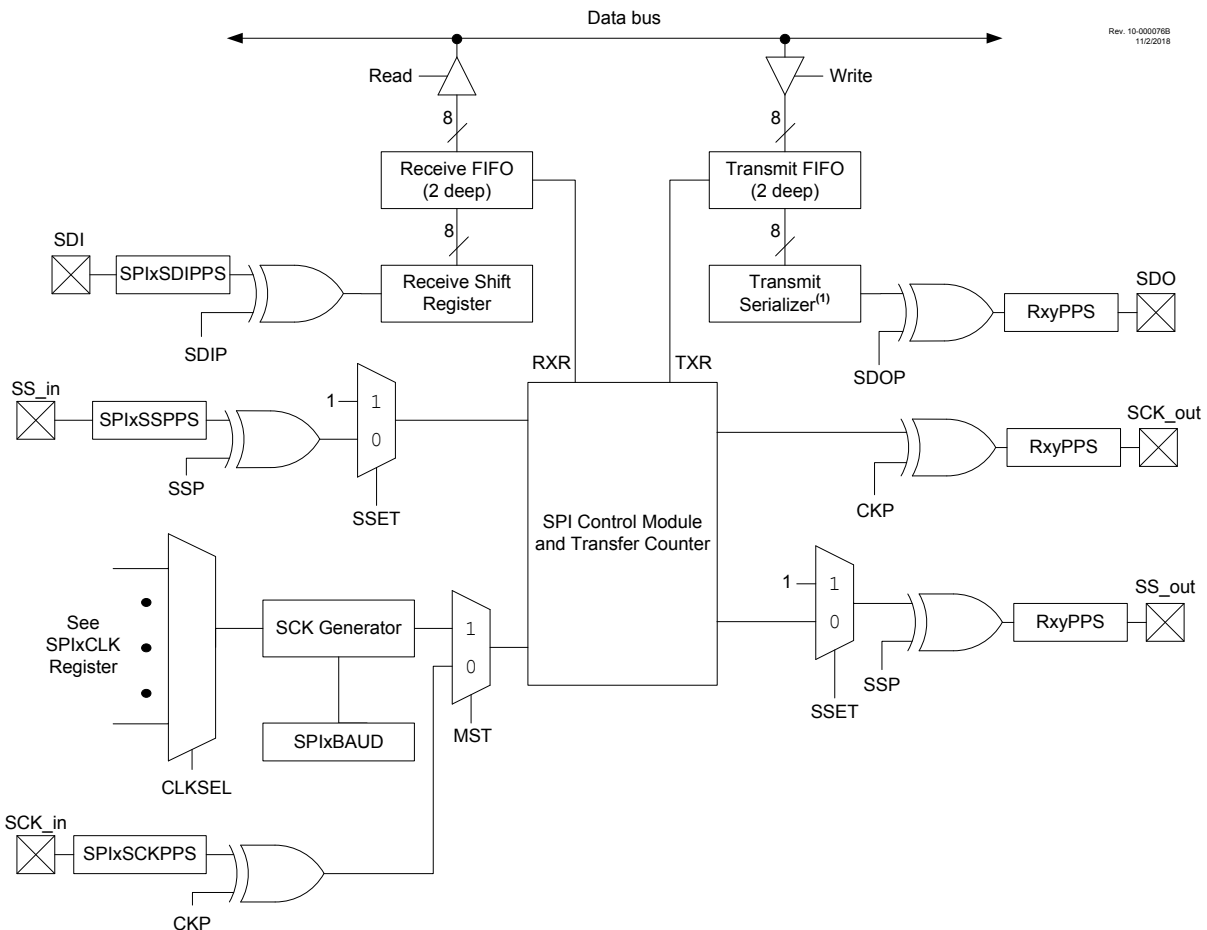 Data bus
Rev. 10-000076B
11/2/2018
Read
Write
8
8
Receive FIFO
(2 deep)
Transmit FIFO
(2 deep)
8
8
SDI
SPIxSDIPPS
Receive Shift
Register
Transmit
Serializer(1)
SDO
RxyPPS
SDIP
SDOP
RXR
TXR
SS_in
SPIxSSPPS
1
1
0
SSP
SSET
SCK_out
RxyPPS
CKP
SPI Control Module
and Transfer Counter
See
SPIxCLK
Register
SCK Generator
1
0
SPIxBAUD
MST
CLKSEL
1
1
0
SS_out
RxyPPS
SSP
SSET
SCK_in
SPIxSCKPPS
CKP